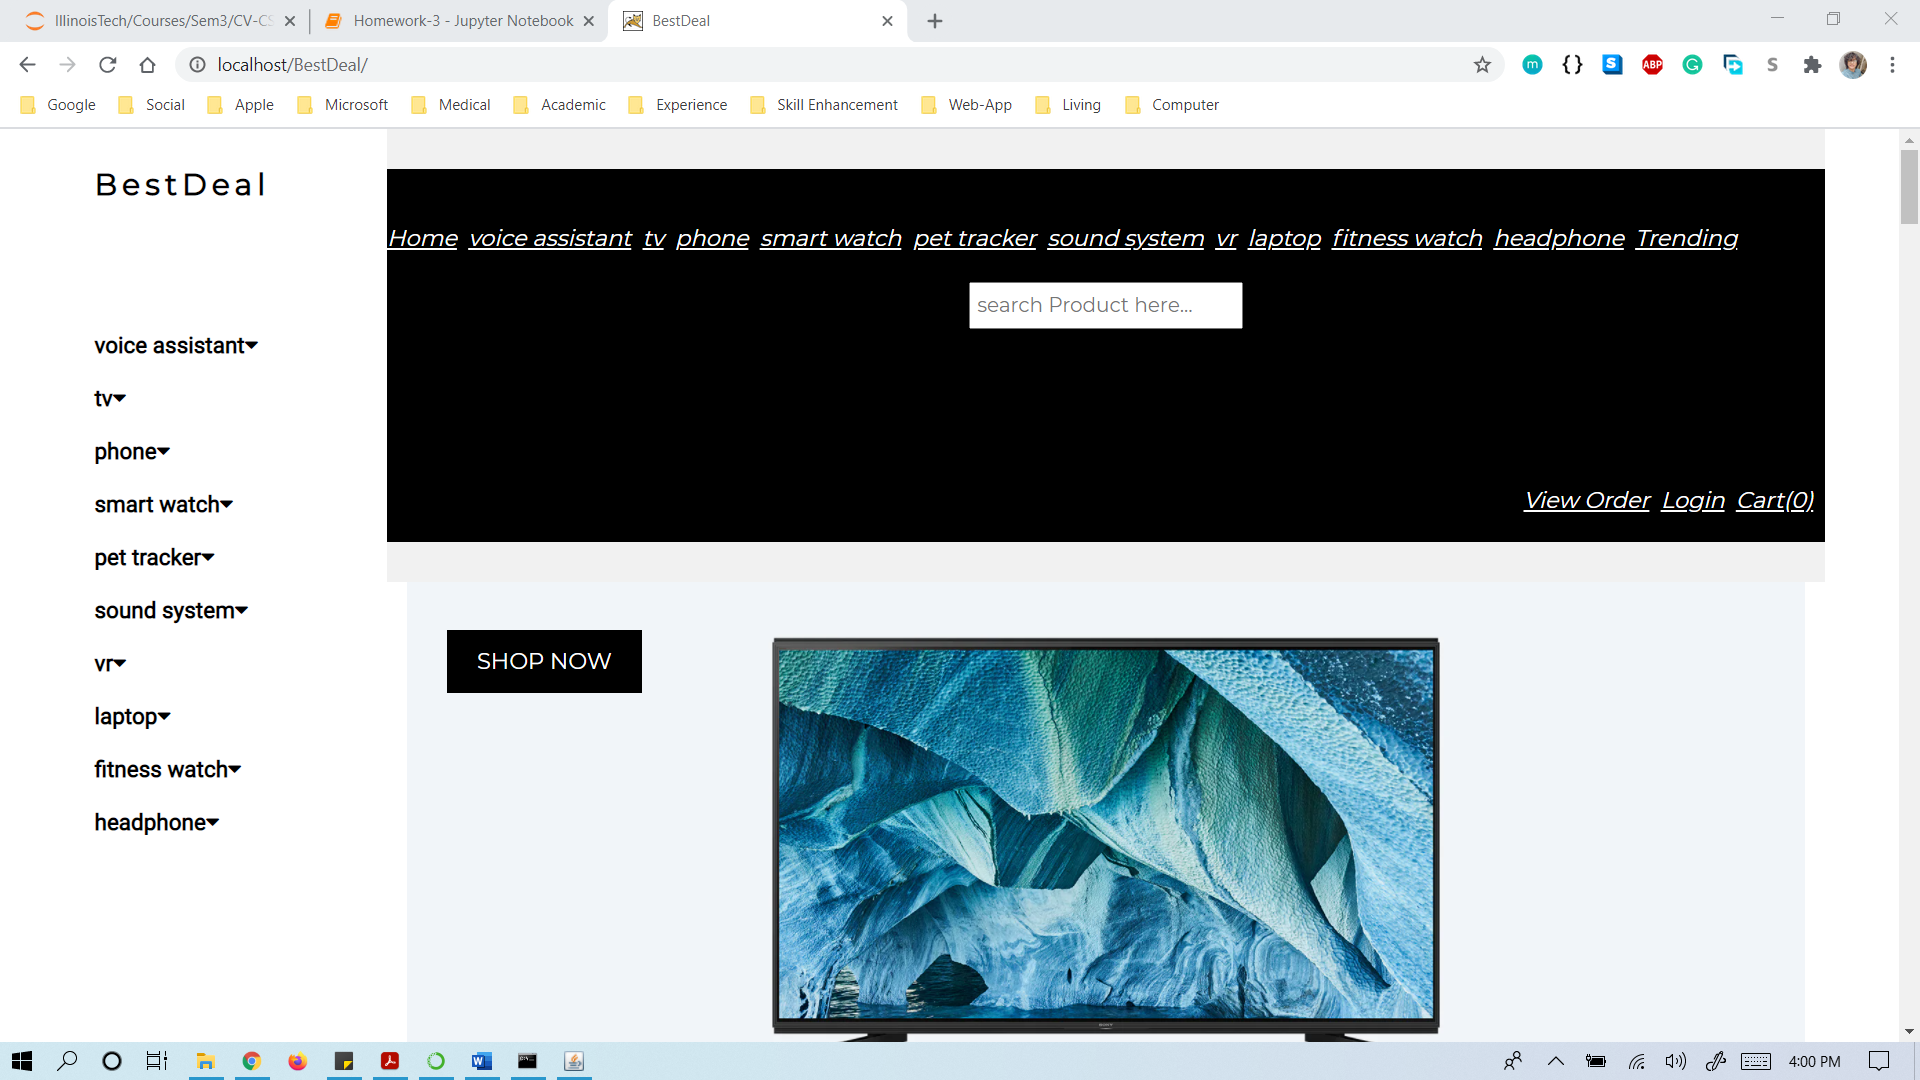 IllinoisTech/Courses/Sem3/CV-CS
Homework-3 - Jupyter Notebook
BestDeal
localhost/BestDeal/
m {} S ABP G S
Google Social Apple Microsoft Medical Academic Experience Skill Enhancement Web-App Living Computer
BestDeal
Home voice assistant tv phone smart watch pet tracker sound system vr laptop fitness watch headphone Trending
search Product here...
View Order Login Cart(0)
voice assistant
tv
phone
smart watch
pet tracker
sound system
vr
laptop
fitness watch
headphone
SHOP NOW
SONY
4:00 PM